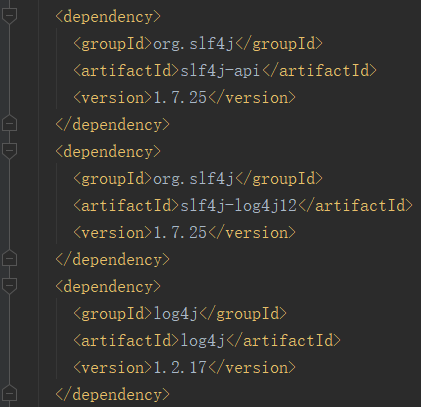 <dependency>
<groupId>org.slf4j</groupId>
<artifactId>slf4j-api</artifactId>
<version>1.7.25</version>
</dependency>
<dependency>
<groupId>org.slf4j</groupId>
<artifactId>slf4j-log4j12</artifactId>
<version>1.7.25</version>
</dependency>
<dependency>
<groupId>log4j</groupId>
<artifactId>log4j</artifactId>
<version>1.2.17</version>
</dependency>